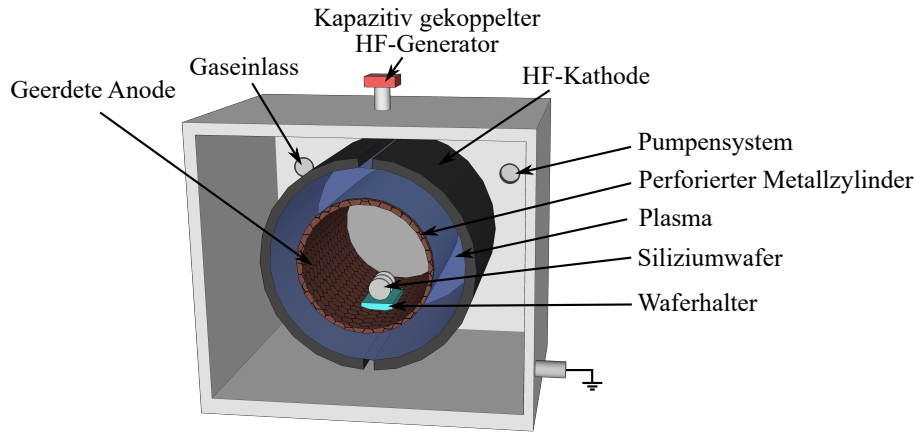 Kapazitiv gekoppelter
HF-Generator
Gaseinlass
HF-Kathode
Geerdete Anode
Pumpensystem
Perforierter Metallzylinder
Plasma
Siliziumwafer
Waferhalter